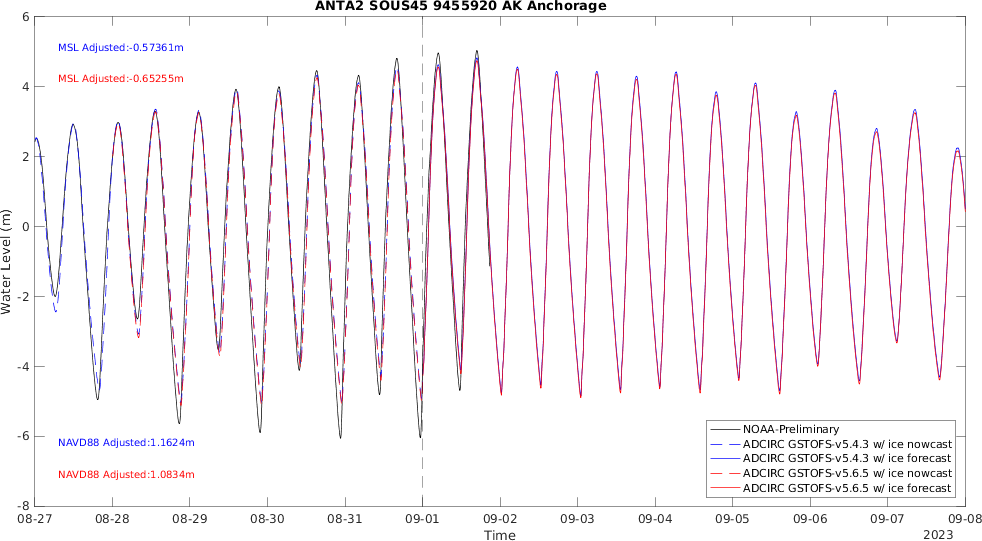 ANTA2 SOUS45 9455920 AK Anchorage
6
MSL Adjusted:-0.57361m
MSL Adjusted:-0.65255m
4
2
0
Water Level (m)
-2
-4
-6
-8
NAVD88 Adjusted:1.1624m
NAVD88 Adjusted:1.0834m
NOAA-Preliminary
ADCIRC GSTOFS-v5.4.3 w/ ice nowcast
ADCIRC GSTOFS-v5.4.3 w/ ice forecast
ADCIRC GSTOFS-v5.6.5 w/ ice nowcast
ADCIRC GSTOFS-v5.6.5 w/ ice forecast
08-27 08-28 08-29 08-30 08-31 09-01 09-02 09-03 09-04 09-05 09-06 09-07 09-08
Time
2023